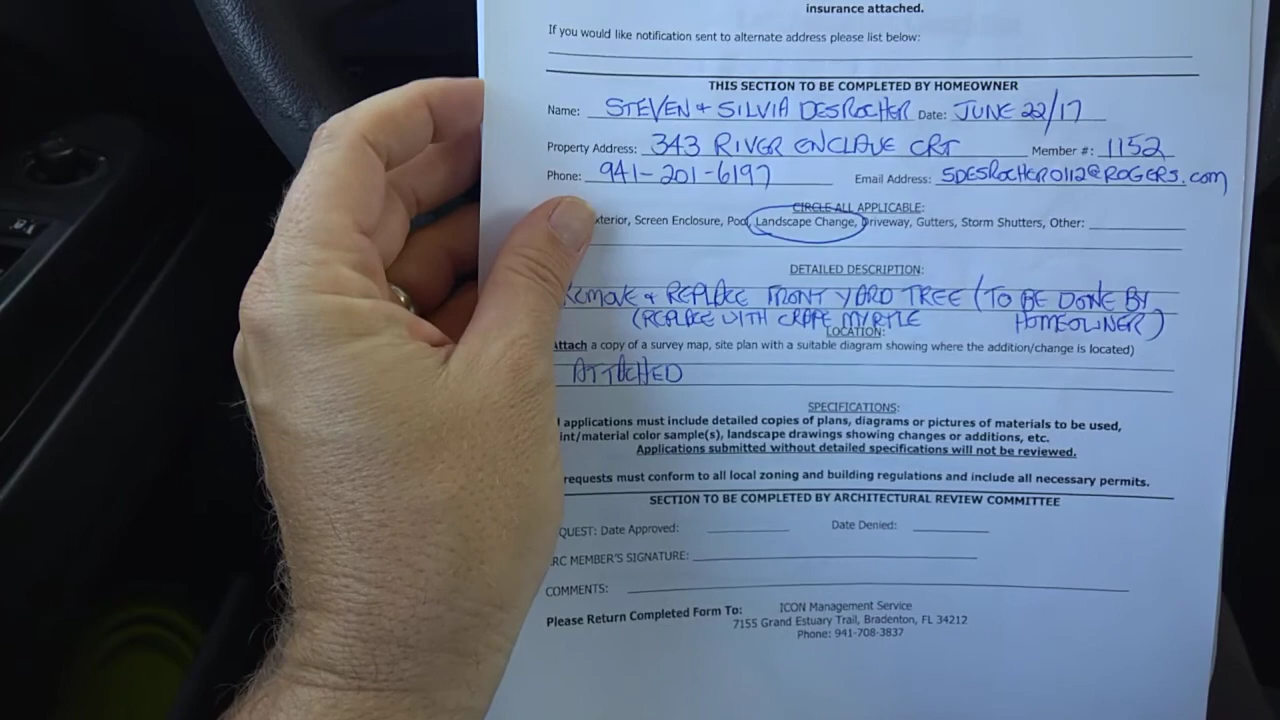 insurance attached.
If you would like notification sent to alternate address please list below:
THIS SECTION TO BE COMPLETED BY HOMEOWNER
Name: STEVEN + SILVIA DESROCHER Date: JUNE 22/17
Property Address: 343 RIVER ENCLAVE CRT Member #: 1152
Phone: 941-201-6197 Email Address: SDESROCHER0112@ROGERS.com
CIRCLE ALL APPLICABLE:
xterior, Screen Enclosure, Pool, Landscape Change, Driveway, Gutters, Storm Shutters, Other:
DETAILED DESCRIPTION:
REMOVE + REPLACE FRONT YARD TREE (TO BE DONE BY
(REPLACE WITH CRAPE MYRTLE HOMEOWNER)
LOCATION:
Attach a copy of a survey map, site plan with a suitable diagram showing where the addition/change is located)
ATTACHED
SPECIFICATIONS:
l applications must include detailed copies of plans, diagrams or pictures of materials to be used,
int/material color sample(s), landscape drawings showing changes or additions, etc.
Applications submitted without detailed specifications will not be reviewed.
requests must conform to all local zoning and building regulations and include all necessary permits.
SECTION TO BE COMPLETED BY ARCHITECTURAL REVIEW COMMITTEE
QUEST: Date Approved: Date Denied:
RC MEMBER'S SIGNATURE:
COMMENTS:
Please Return Completed Form To: ICON Management Service
7155 Grand Estuary Trail, Bradenton, FL 34212
Phone: 941-708-3837